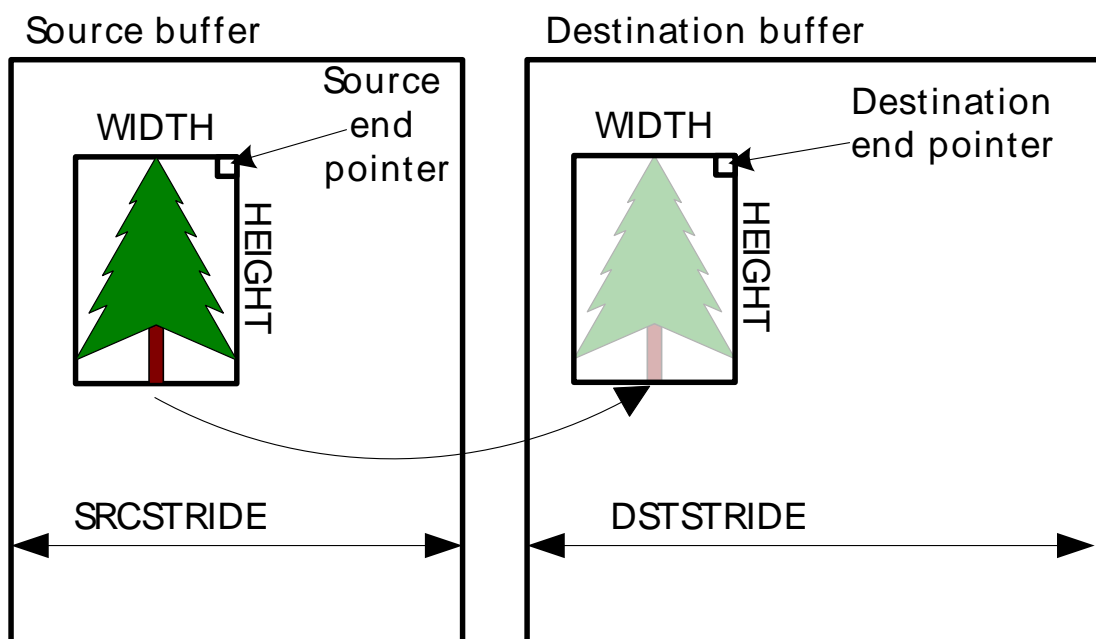 Source buffer
Source
end
pointer
WIDTH
HEIGHT
SRCSTRIDE
Destination buffer
Destination
end pointer
WIDTH
HEIGHT
DSTSTRIDE